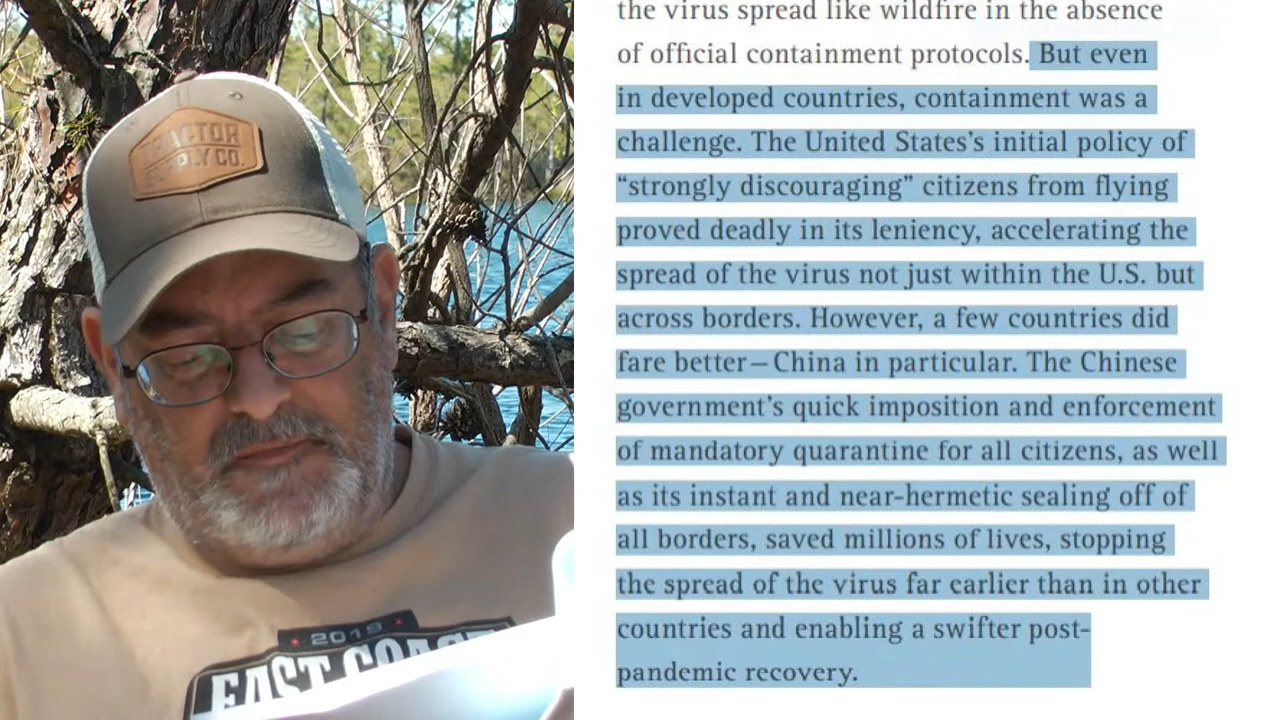 TRACTOR
SUPPLY CO.
2019
EAST COAST
the virus spread like wildfire in the absence
of official containment protocols. But even
in developed countries, containment was a
challenge. The United States’s initial policy of
“strongly discouraging” citizens from flying
proved deadly in its leniency, accelerating the
spread of the virus not just within the U.S. but
across borders. However, a few countries did
fare better—China in particular. The Chinese
government’s quick imposition and enforcement
of mandatory quarantine for all citizens, as well
as its instant and near-hermetic sealing off of
all borders, saved millions of lives, stopping
the spread of the virus far earlier than in other
countries and enabling a swifter post-
pandemic recovery.